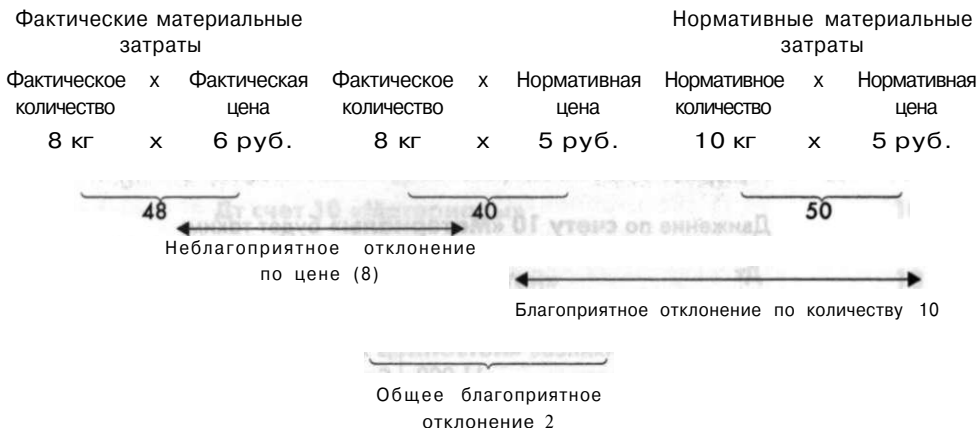 Фактические материальные
затраты
Нормативные материальные
затраты
Фактическое х Фактическая Фактическое х Нормативная Нормативное х Нормативная
количество цена количество цена количество цена
8 кг х 6 руб. 8 кг х 5 руб. 10 кг х 5 руб.
48 40 50
Неблагоприятное отклонение
по цене (8)
Благоприятное отклонение по количеству 10
Общее благоприятное
отклонение 2